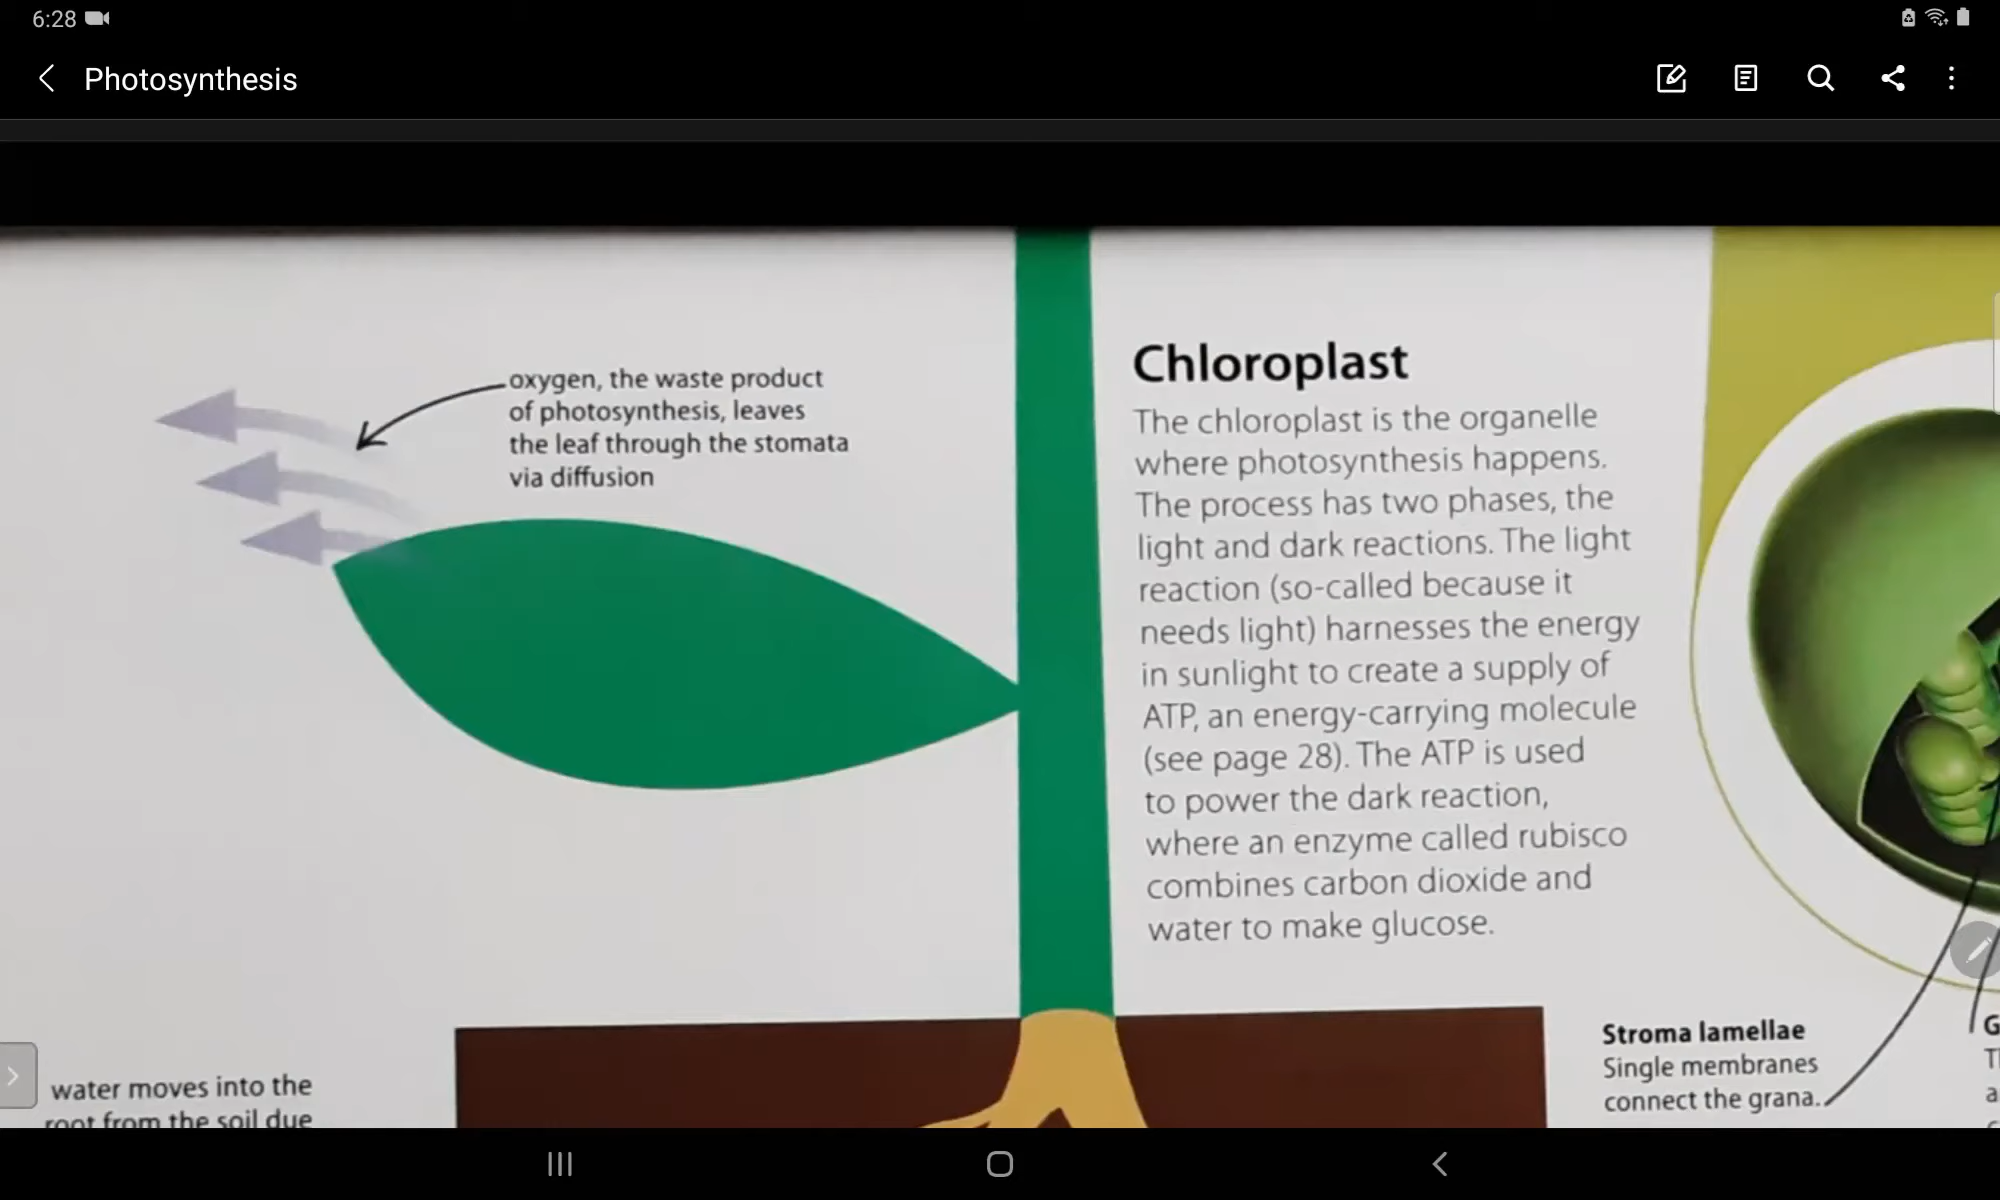 6:28
Photosynthesis
oxygen, the waste product
of photosynthesis, leaves
the leaf through the stomata
via diffusion
Chloroplast
The chloroplast is the organelle
where photosynthesis happens.
The process has two phases, the
light and dark reactions. The light
reaction (so-called because it
needs light) harnesses the energy
in sunlight to create a supply of
ATP, an energy-carrying molecule
(see page 28). The ATP is used
to power the dark reaction,
where an enzyme called rubisco
combines carbon dioxide and
water to make glucose.
water moves into the
root from the soil due
Stroma lamellae
Single membranes
connect the grana.